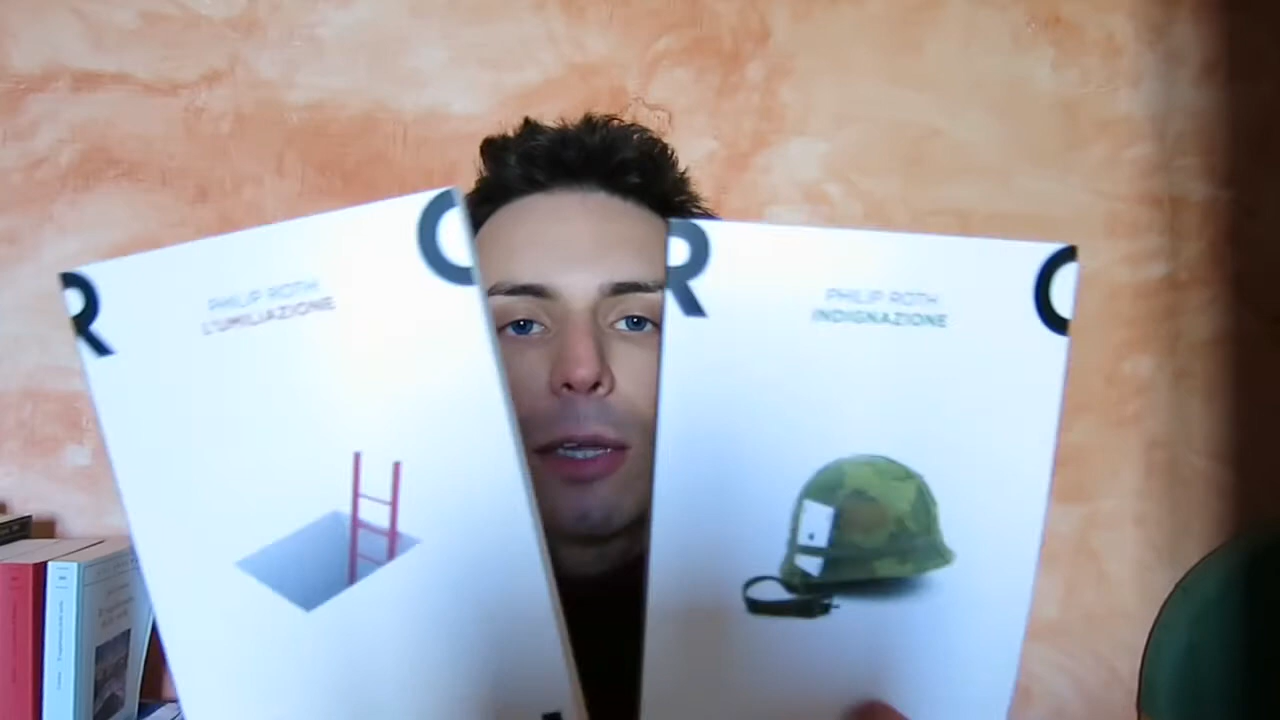 R
O
PHILIP ROTH
L'UMILIAZIONE
R
O
PHILIP ROTH
INDIGNAZIONE